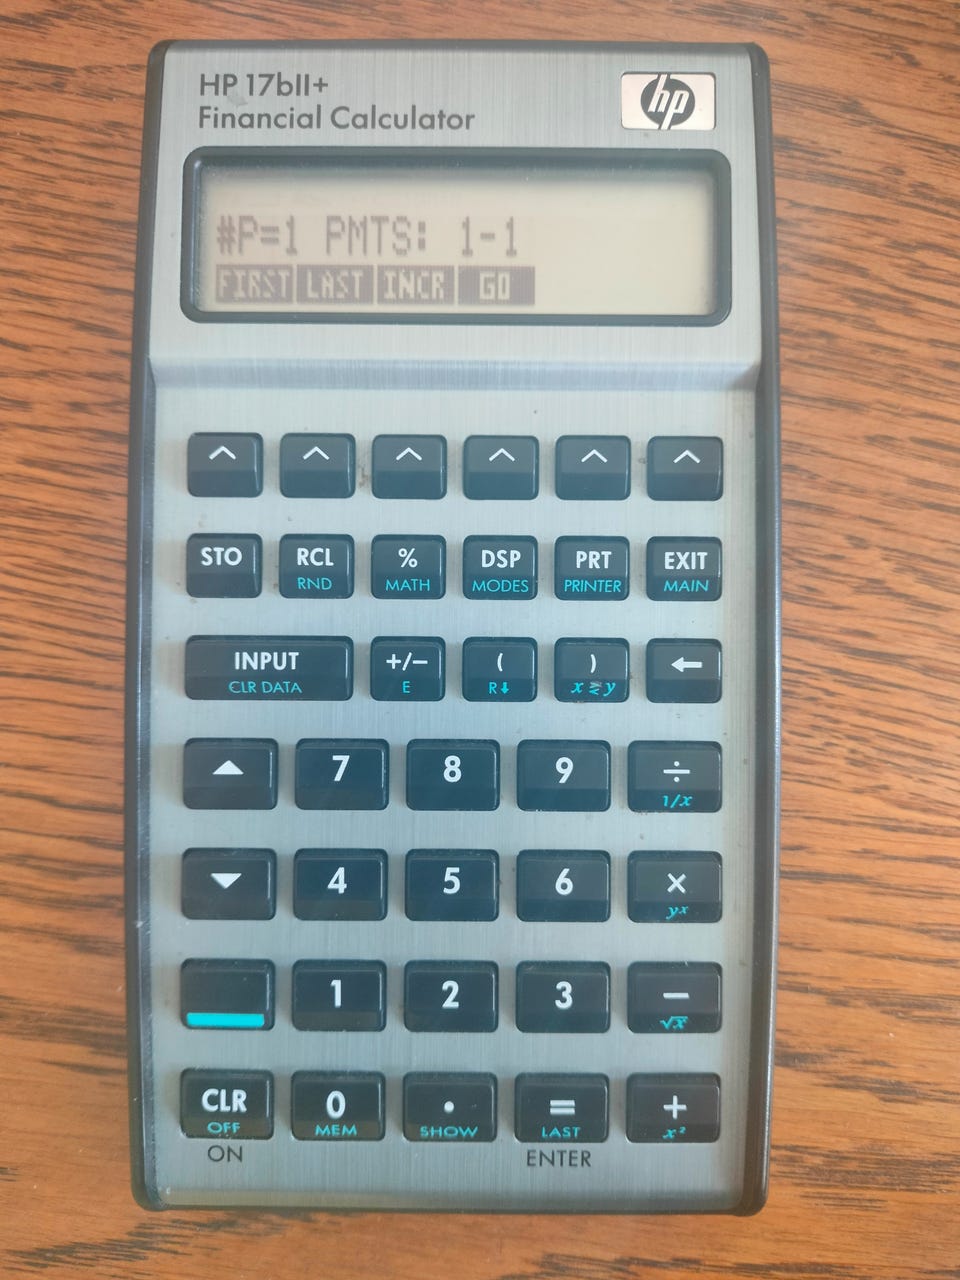 HP 17bII+
Financial Calculator
hp
#P=1 PMTS: 1-1
FIRST LAST INCR GO
STO RCL % DSP PRT EXIT
RND MATH MODES PRINTER MAIN
INPUT +/− ( ) ←
CLR DATA E R↓ x≷y
▲ 7 8 9 ÷
1/x
▼ 4 5 6 ×
yˣ
1 2 3 −
√x
CLR 0 . = +
OFF MEM SHOW LAST x²
ON ENTER